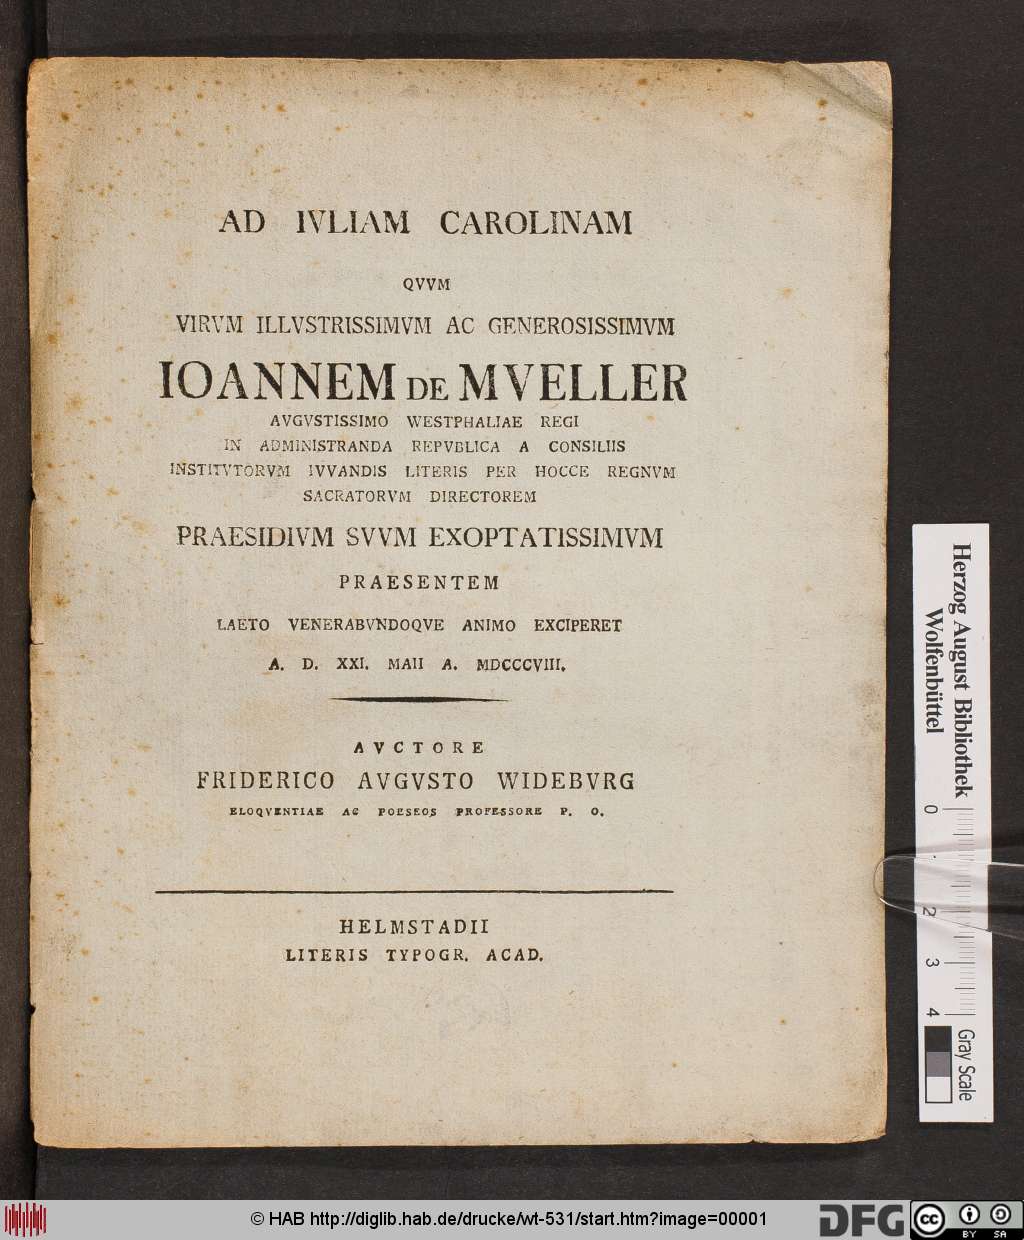 AD IVLIAM CAROLINAM
QVVM
VIRVM ILLVSTRISSIMVM AC GENEROSISSIMVM
IOANNEM DE MVELLER
AVGVSTISSIMO WESTPHALIAE REGI
IN ADMINISTRANDA REPVBLICA A CONSILIIS
INSTITVTORVM IVVANDIS LITERIS PER HOCCE REGNVM
SACRATORVM DIRECTOREM
PRAESIDIVM SVVM EXOPTATISSIMVM
PRAESENTEM
LAETO VENERABVNDOQVE ANIMO EXCIPERET
A. D. XXI. MAII A. MDCCCVIII.
AVCTORE
FRIDERICO AVGVSTO WIDEBVRG
ELOQVENTIAE AC POESEOS PROFESSORE P. O.
HELMSTADII
LITERIS TYPOGR. ACAD.
Herzog August Bibliothek
Wolfenbüttel
0
2
3
4
Gray Scale
© HAB http://diglib.hab.de/drucke/wt-531/start.htm?image=00001
DFG
cc BY SA